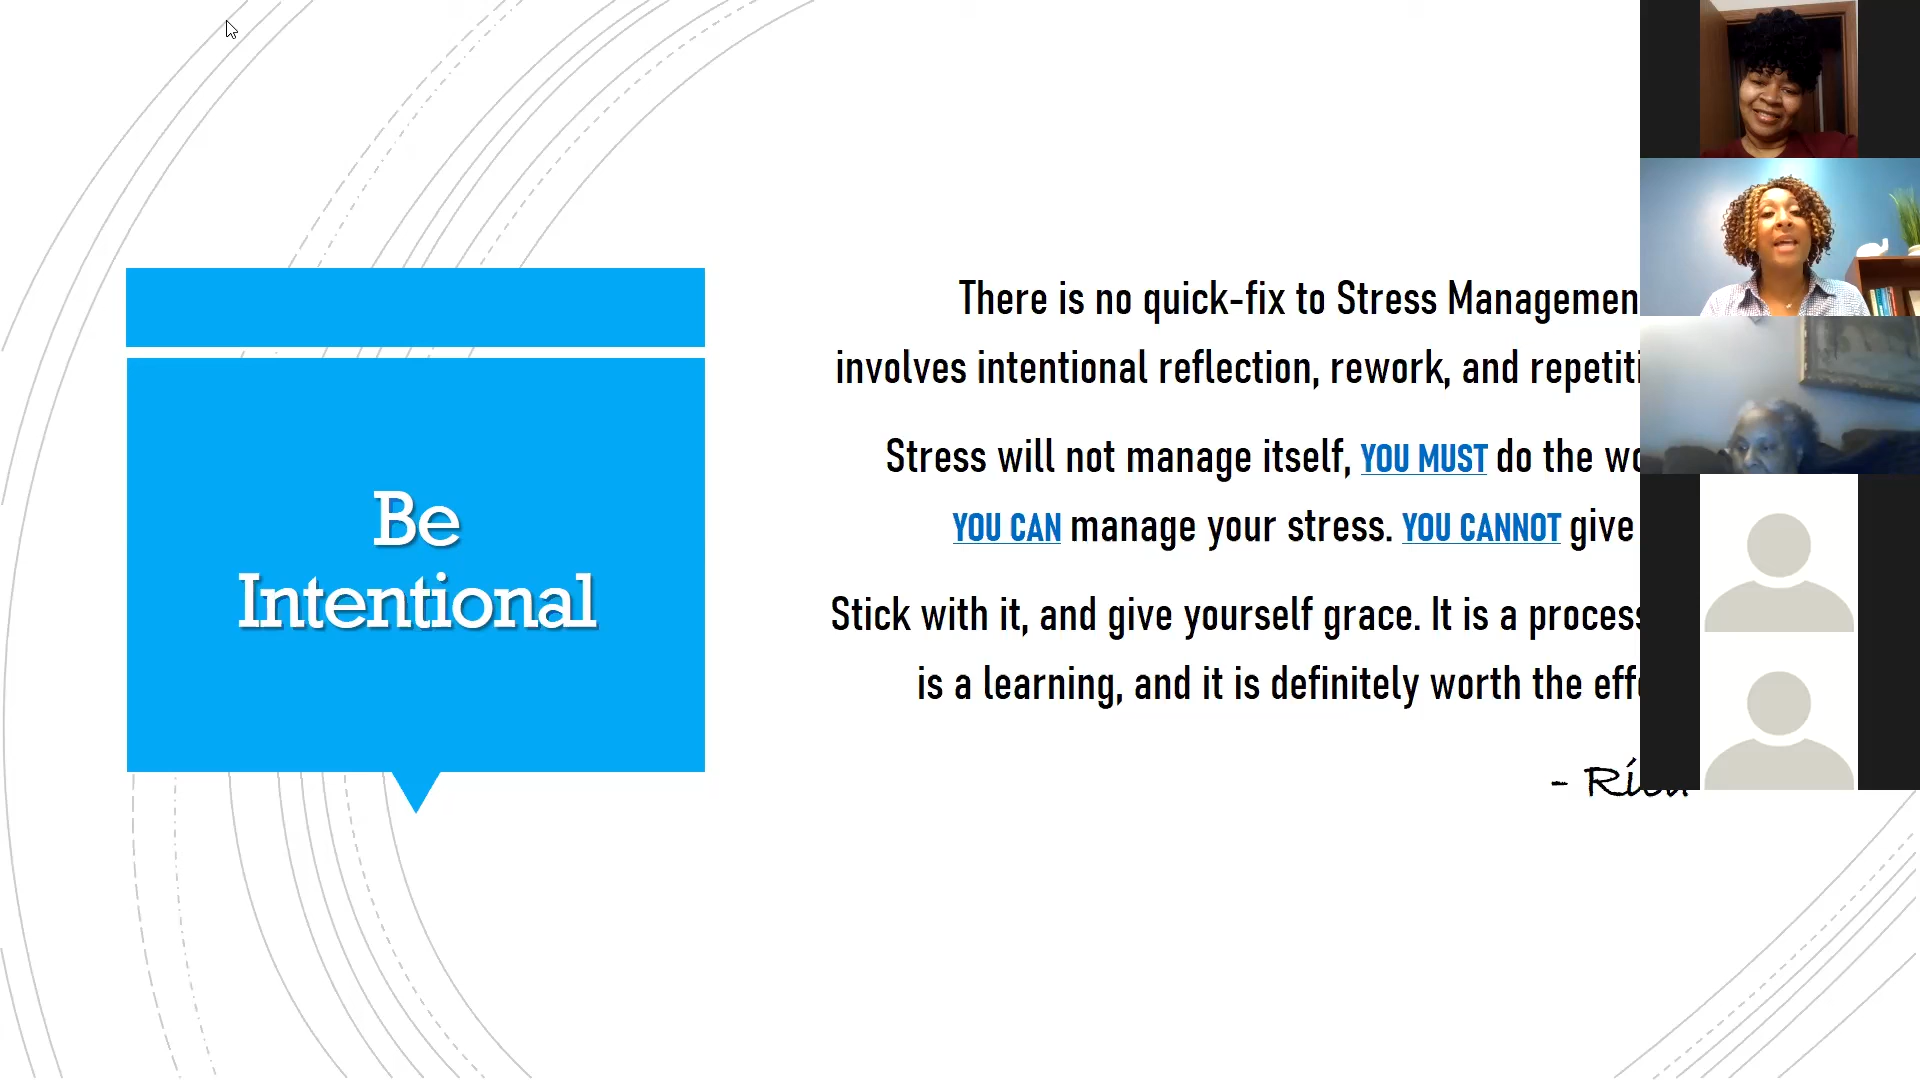 Be
Intentional
There is no quick-fix to Stress Managemen
involves intentional reflection, rework, and repetiti
Stress will not manage itself, YOU MUST do the wo
YOU CAN manage your stress. YOU CANNOT give
Stick with it, and give yourself grace. It is a process
is a learning, and it is definitely worth the eff
-